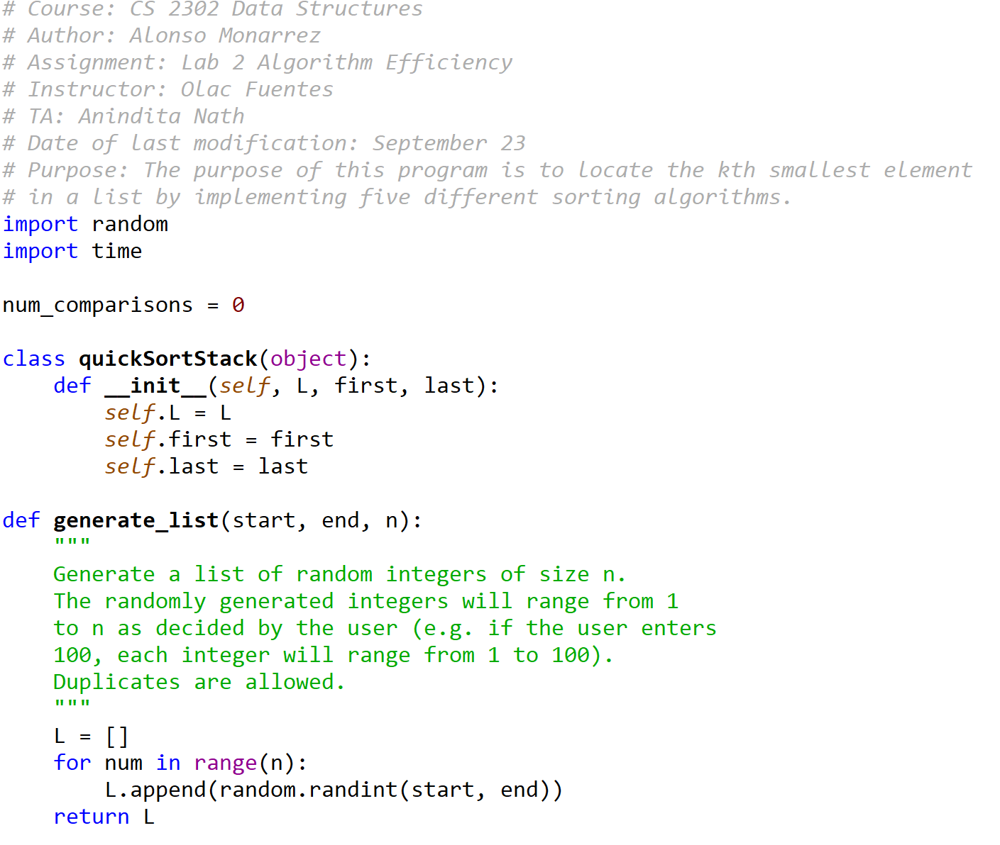 # Course: CS 2302 Data Structures
# Author: Alonso Monarrez
# Assignment: Lab 2 Algorithm Efficiency
# Instructor: Olac Fuentes
# TA: Anindita Nath
# Date of last modification: September 23
# Purpose: The purpose of this program is to locate the kth smallest element
# in a list by implementing five different sorting algorithms.
import random
import time

num_comparisons = 0

class quickSortStack(object):
    def __init__(self, L, first, last):
        self.L = L
        self.first = first
        self.last = last

def generate_list(start, end, n):
    """
    Generate a list of random integers of size n.
    The randomly generated integers will range from 1
    to n as decided by the user (e.g. if the user enters
    100, each integer will range from 1 to 100).
    Duplicates are allowed.
    """
    L = []
    for num in range(n):
        L.append(random.randint(start, end))
    return L